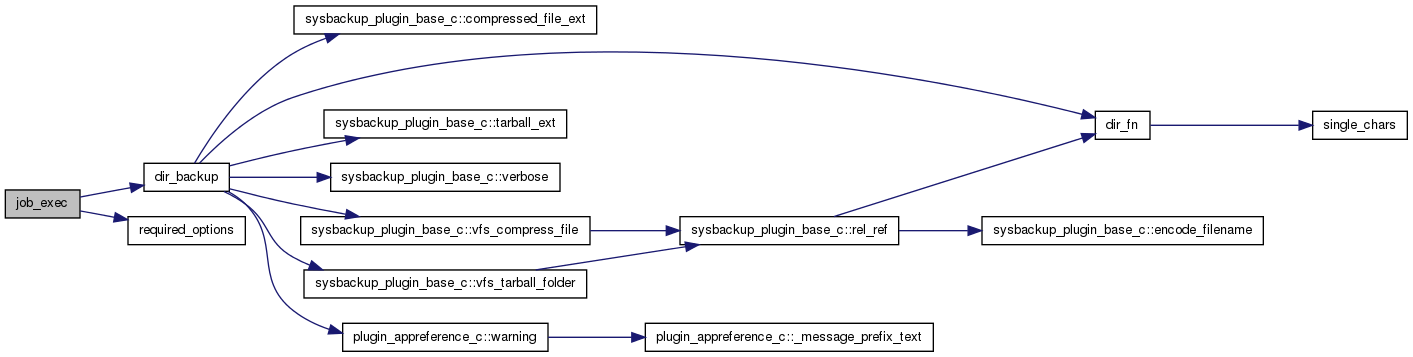 sysbackup_plugin_base_c::compressed_file_ext
sysbackup_plugin_base_c::tarball_ext
dir_fn
single_chars
dir_backup
sysbackup_plugin_base_c::verbose
job_exec
required_options
sysbackup_plugin_base_c::vfs_compress_file
sysbackup_plugin_base_c::rel_ref
sysbackup_plugin_base_c::encode_filename
sysbackup_plugin_base_c::vfs_tarball_folder
plugin_appreference_c::warning
plugin_appreference_c::_message_prefix_text